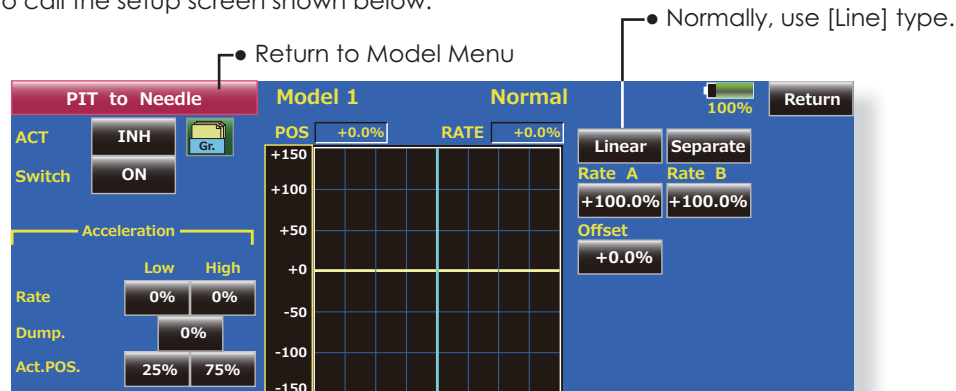 o call the setup screen shown below.
● Normally, use [Line] type.
● Return to Model Menu
PIT to Needle
Model 1
Normal
100%
Return
ACT
INH
Gr.
Switch
ON
POS
+0.0%
RATE
+0.0%
Linear
Separate
Rate A
Rate B
+100.0%
+100.0%
Offset
+0.0%
Acceleration
Low
High
Rate
0%
0%
Dump.
0%
Act.POS.
25%
75%
+150
+100
+50
+0
-50
-100
-150